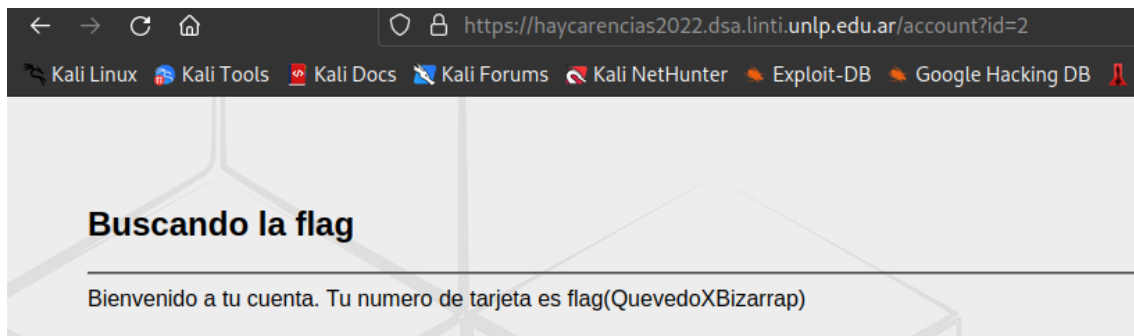 https://haycarencias2022.dsa.linti.unlp.edu.ar/account?id=2
Kali Linux Kali Tools Kali Docs Kali Forums Kali NetHunter Exploit-DB Google Hacking DB
Buscando la flag
Bienvenido a tu cuenta. Tu numero de tarjeta es flag(QuevedoXBizarrap)